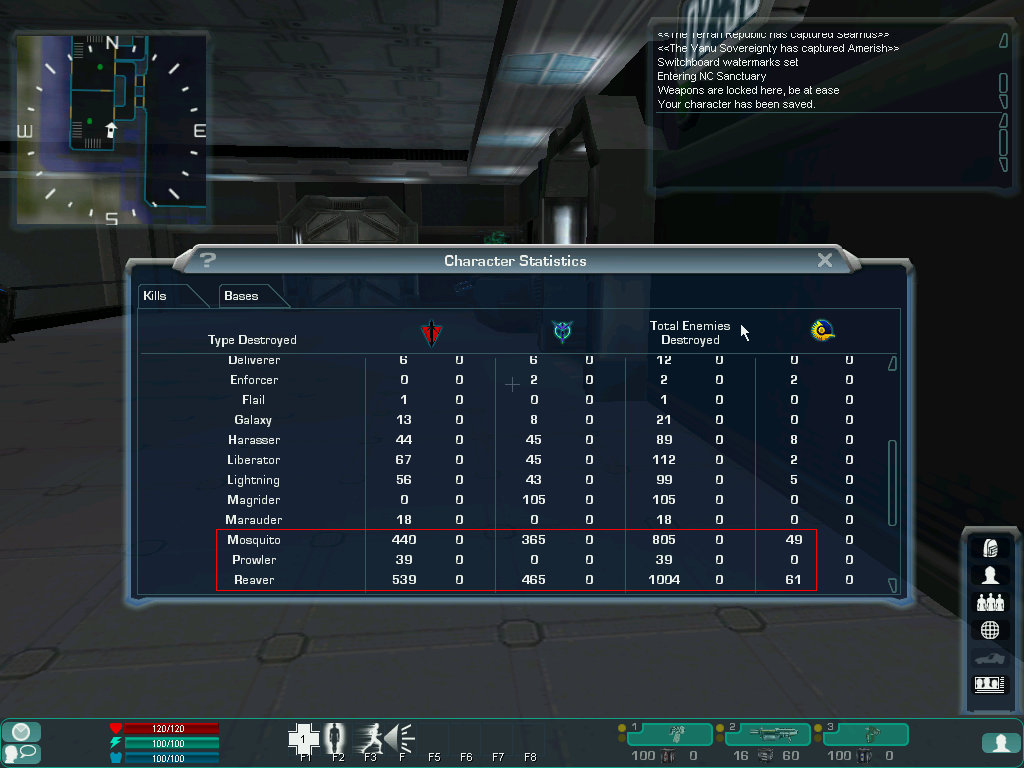 N
W
E
S
<<The Terran Republic has captured Searhus>>
<<The Vanu Sovereignty has captured Amerish>>
Switchboard watermarks set
Entering NC Sanctuary
Weapons are locked here, be at ease
Your character has been saved.
?
Character Statistics
X
Kills
Bases
Type Destroyed
Total Enemies
Destroyed
Deliverer 6 0 6 0 12 0 0 0
Enforcer 0 0 2 0 2 0 2 0
Flail 1 0 0 0 1 0 0 0
Galaxy 13 0 8 0 21 0 0 0
Harasser 44 0 45 0 89 0 8 0
Liberator 67 0 45 0 112 0 2 0
Lightning 56 0 43 0 99 0 5 0
Magrider 0 0 105 0 105 0 0 0
Marauder 18 0 0 0 18 0 0 0
Mosquito 440 0 365 0 805 0 49 0
Prowler 39 0 0 0 39 0 0 0
Reaver 539 0 465 0 1004 0 61 0
120/120
100/100
100/100
1
F1 F2 F3 F F5 F6 F7 F8
1 2 3
100 0 16 60 100 0